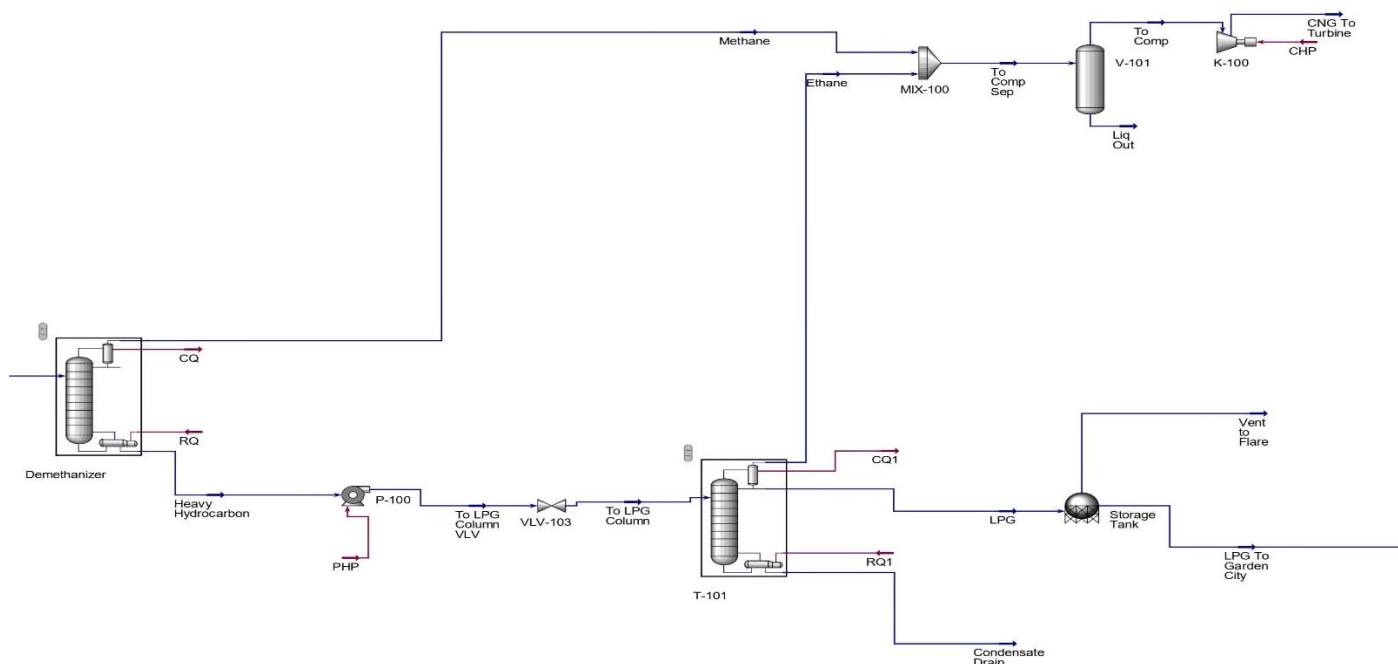 Methane
Ethane
MIX-100
To
Comp
Sep
To
Comp
V-101
Liq
Out
K-100
CNG To
Turbine
CHP
CQ
RQ
Demethanizer
Heavy
Hydrocarbon
P-100
PHP
To LPG
Column
VLV
VLV-103
To LPG
Column
CQ1
RQ1
T-101
LPG
Storage
Tank
Vent
to
Flare
LPG To
Garden
City
Condensate
Drain